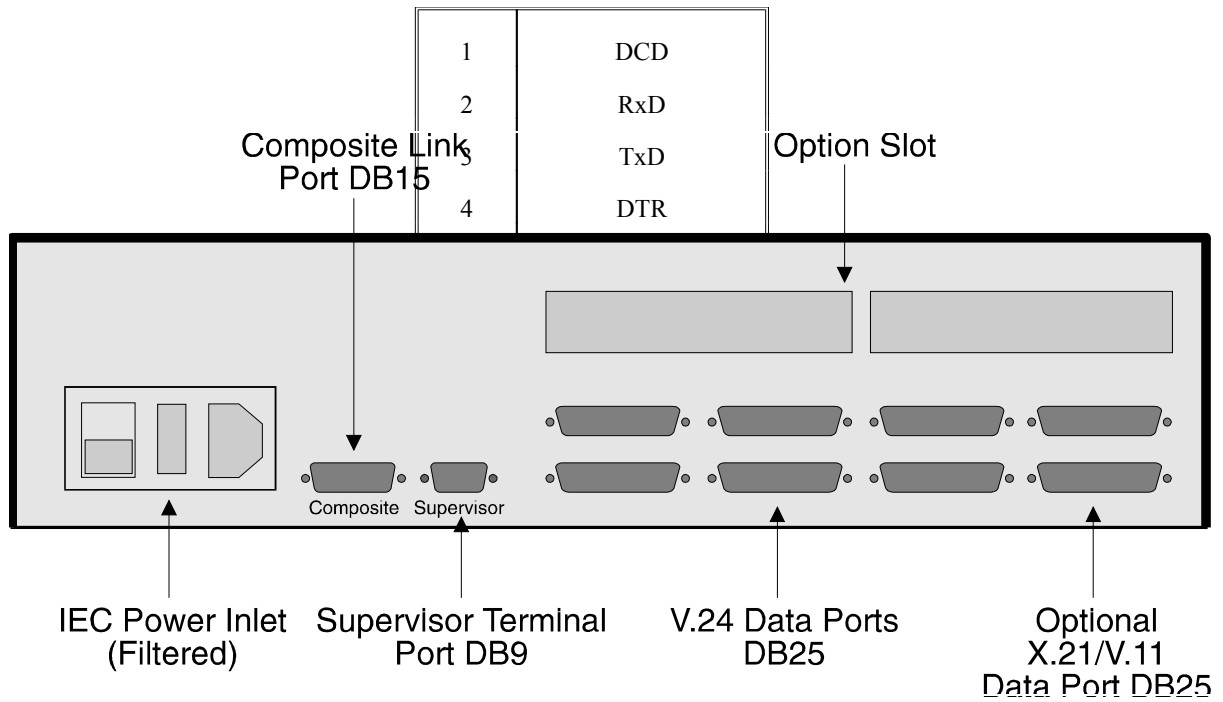 1 DCD
2 RxD
Composite Link
Port DB15
3 TxD
Option Slot
4 DTR
Composite
Supervisor
IEC Power Inlet
(Filtered)
Supervisor Terminal
Port DB9
V.24 Data Ports
DB25
Optional
X.21/V.11
Data Port DB25